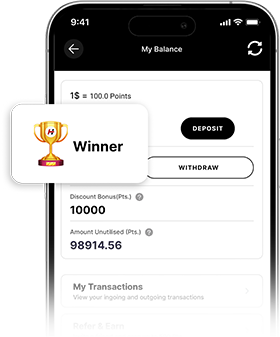 9:41
My Balance
1$ = 100.0 Points
DEPOSIT
Winner
WITHDRAW
Discount Bonus(Pts.) ?
10000
Amount Unutilised (Pts.) ?
98914.56
My Transactions
View your ingoing and outgoing transactions
Refer & Earn